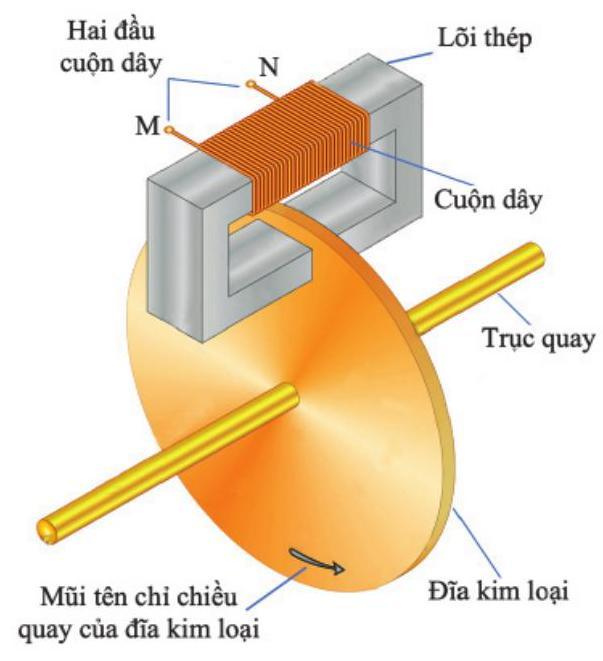 Hai đầu
cuộn dây
N
Lõi thép
M
Cuộn dây
Trục quay
Mũi tên chỉ chiều
quay của đĩa kim loại
Đĩa kim loại